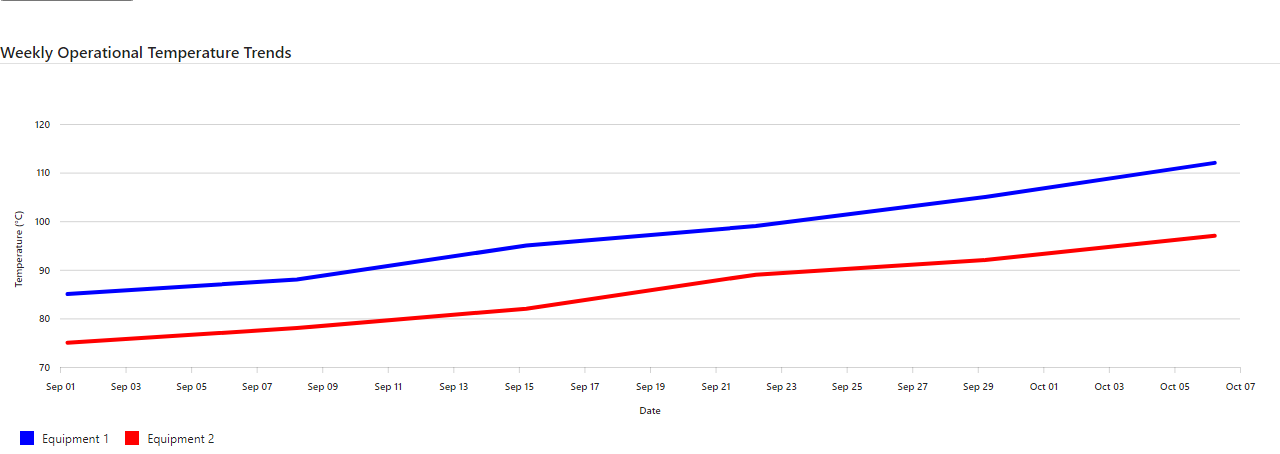 Weekly Operational Temperature Trends
120
110
100
90
80
70
Temperature (°C)
Sep 01 Sep 03 Sep 05 Sep 07 Sep 09 Sep 11 Sep 13 Sep 15 Sep 17 Sep 19 Sep 21 Sep 23 Sep 25 Sep 27 Sep 29 Oct 01 Oct 03 Oct 05 Oct 07
Date
Equipment 1 Equipment 2